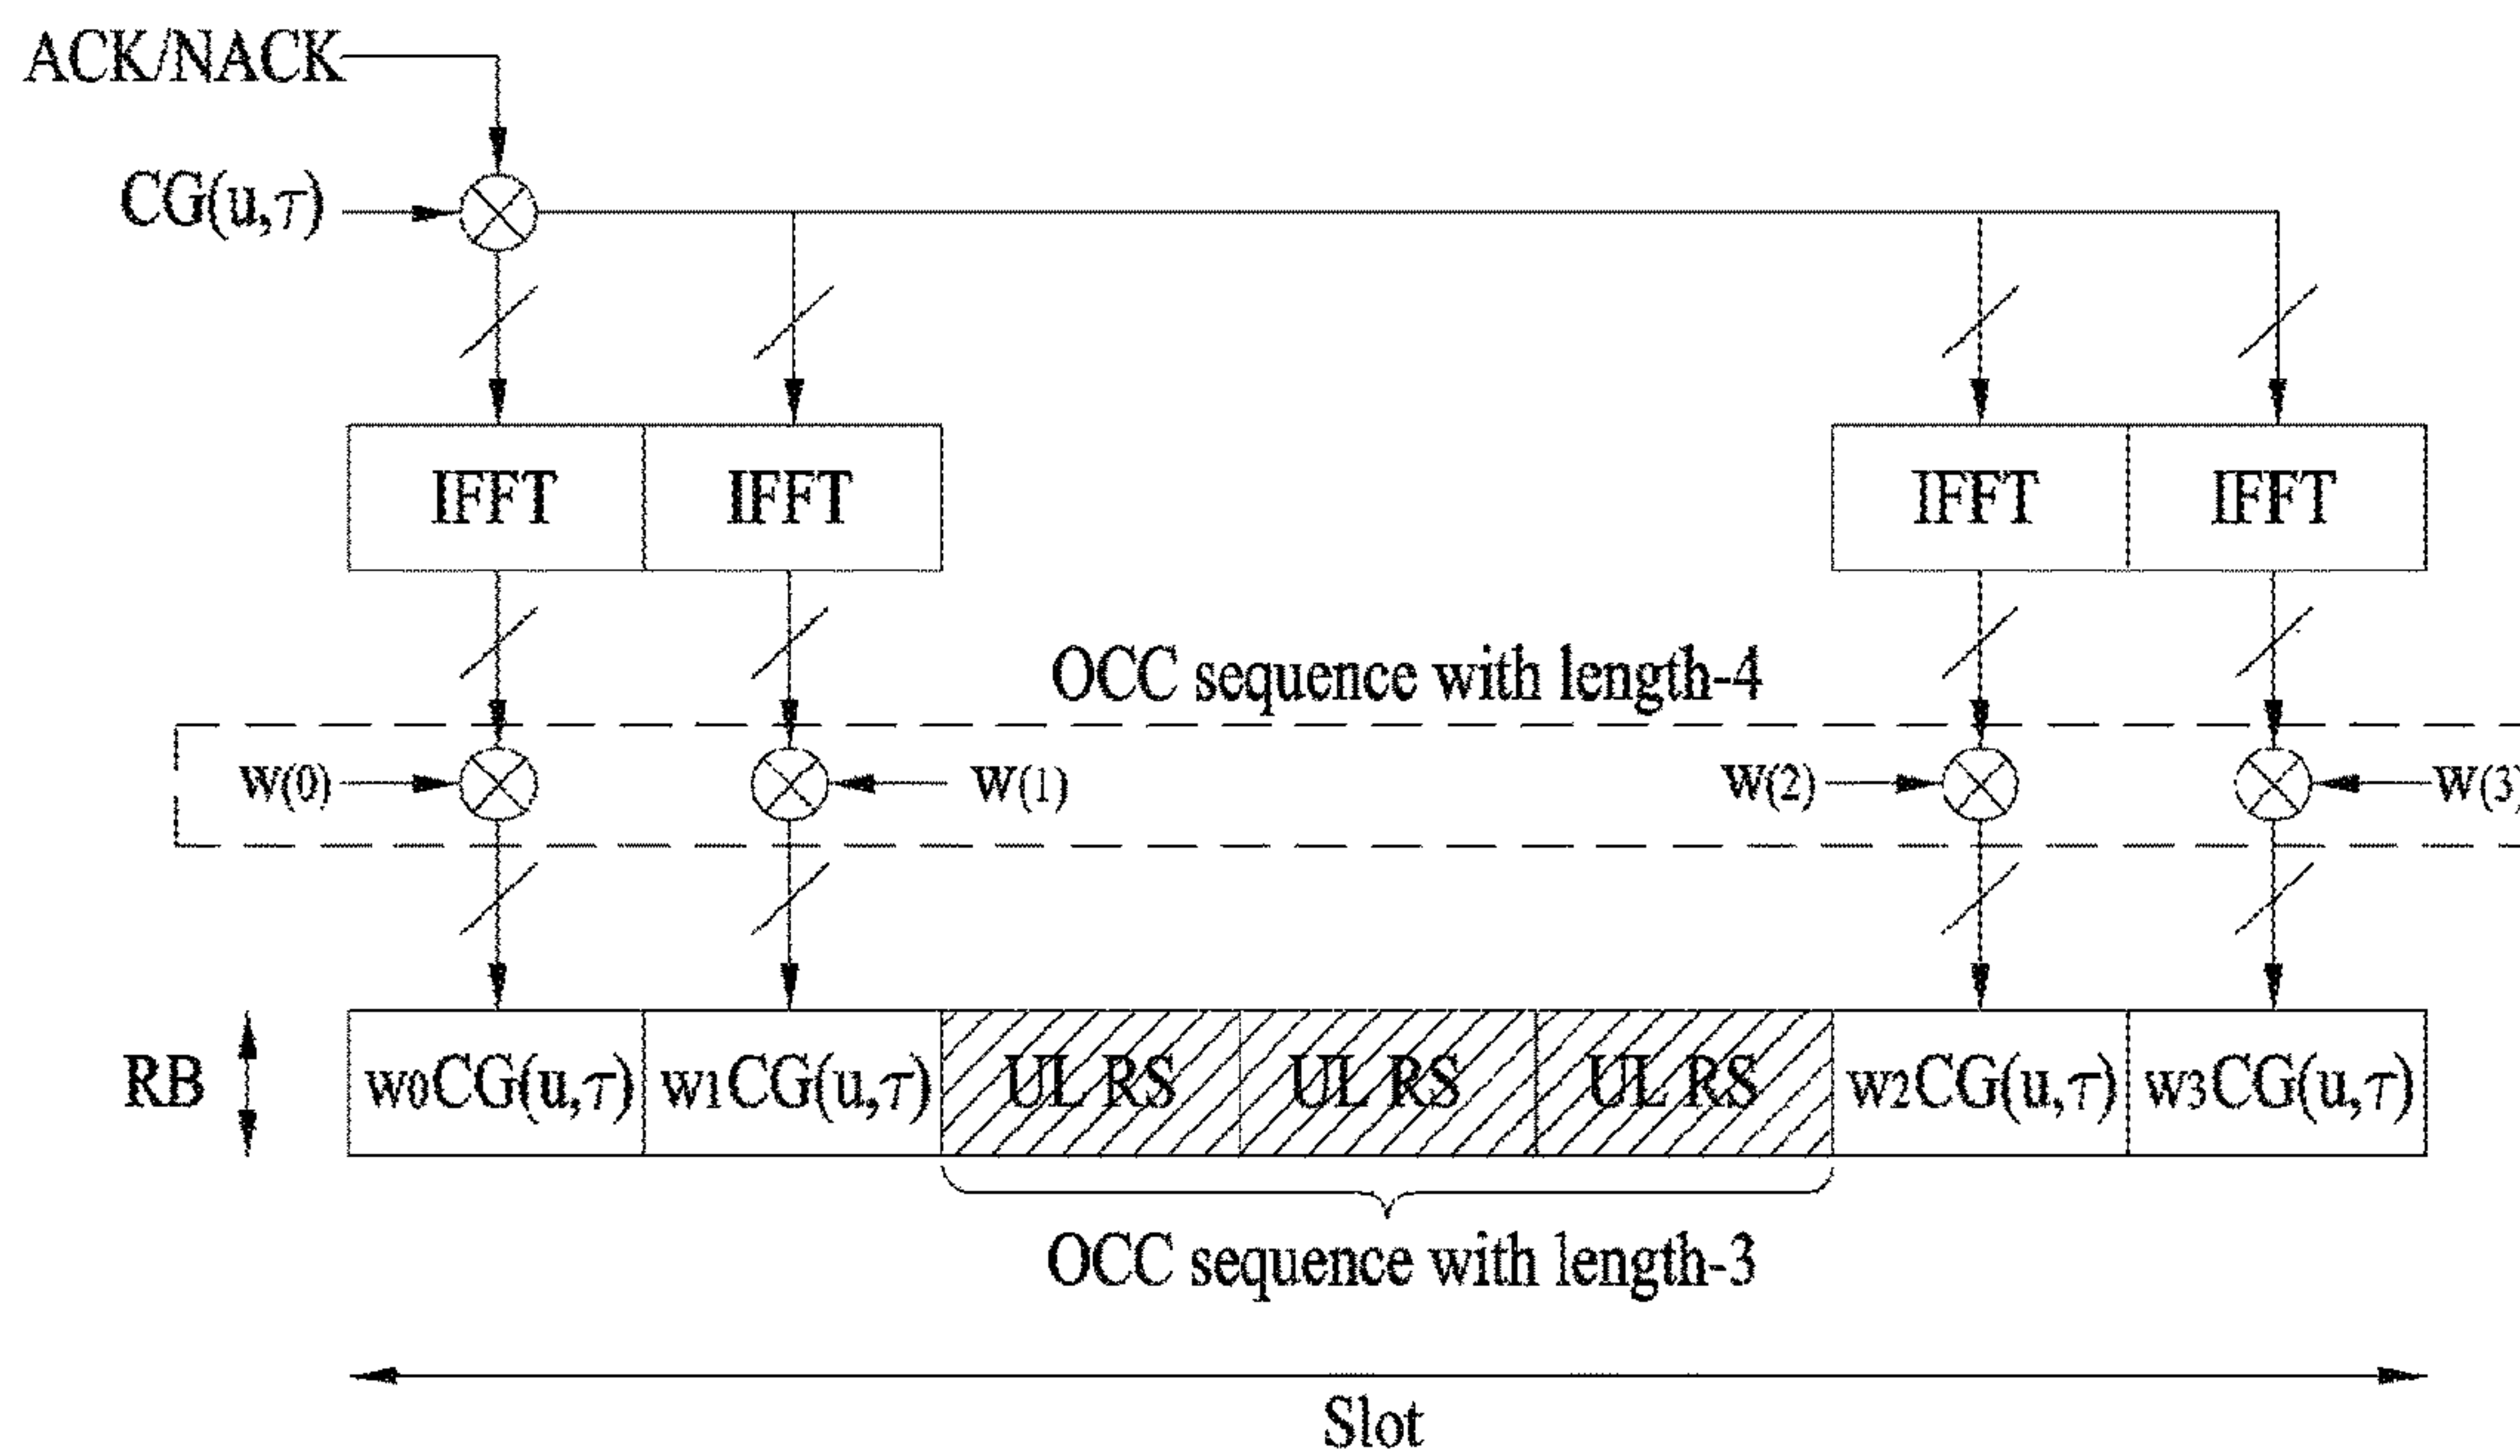 ACK/NACK
CG(u,τ)
IFFT IFFT IFFT IFFT
OCC sequence with length-4
w(0) w(1) w(2) w(3)
RB w0CG(u,τ) w1CG(u,τ) UL RS UL RS UL RS w2CG(u,τ) w3CG(u,τ)
OCC sequence with length-3
Slot